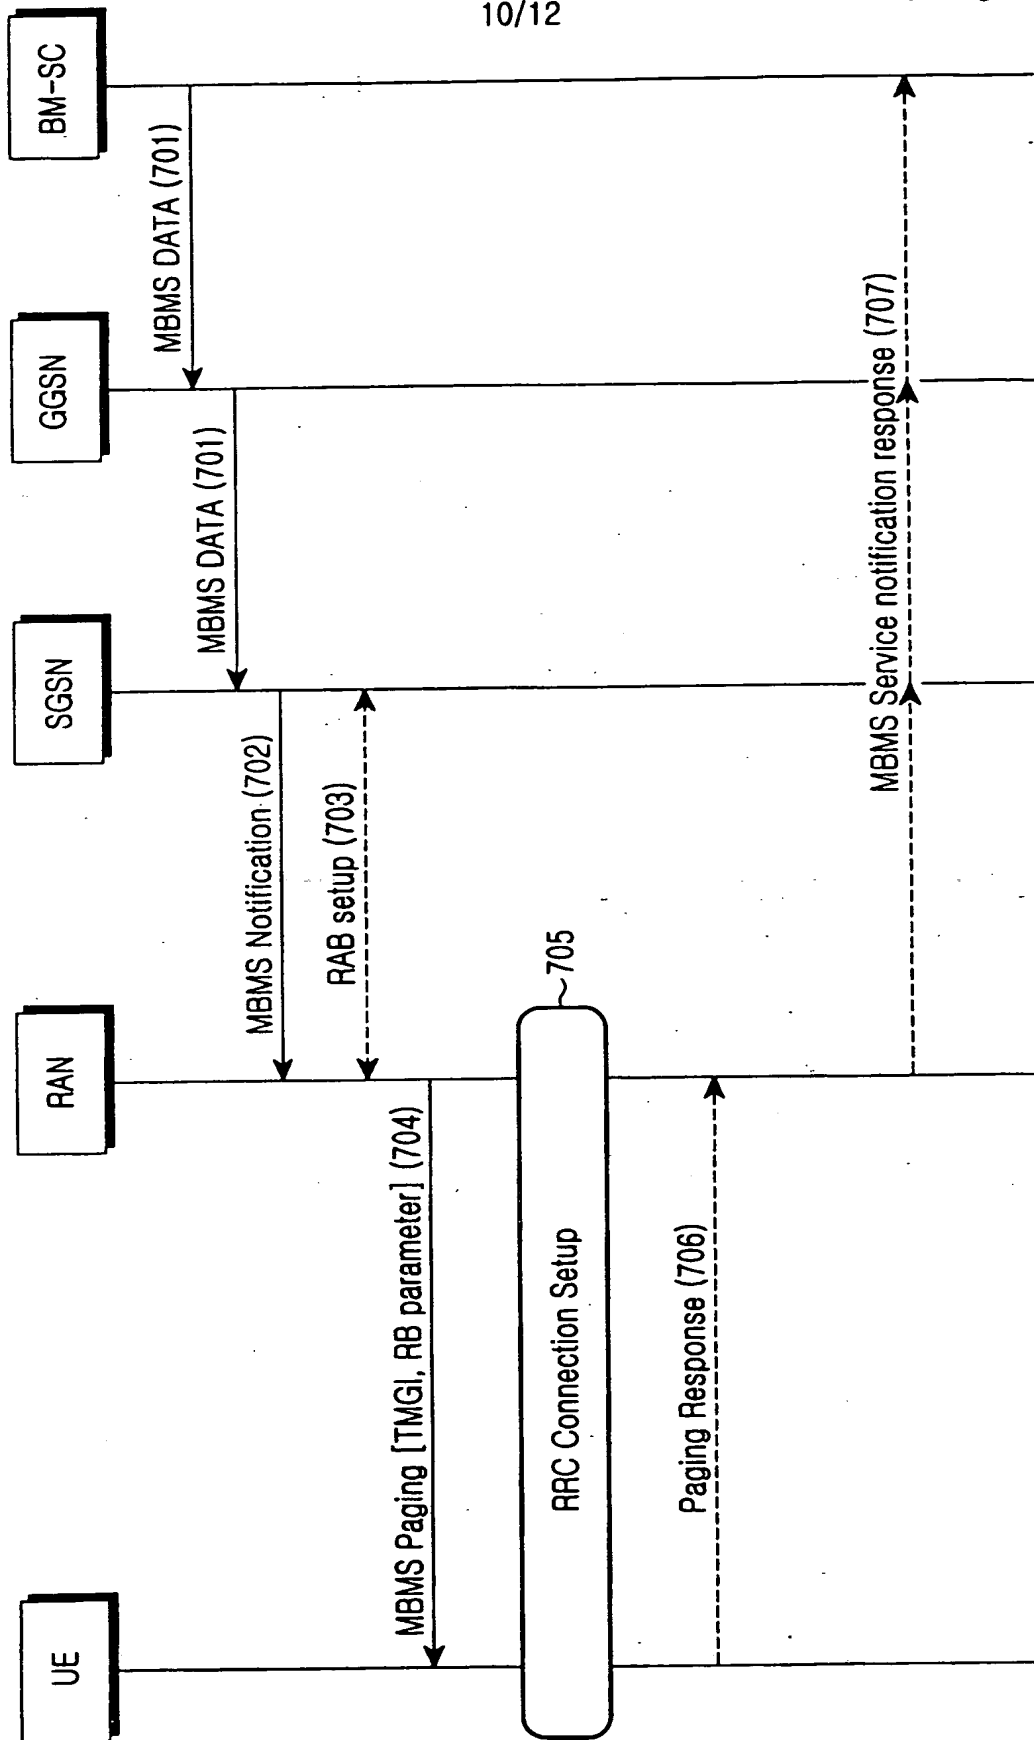 10/12
UE
RAN
SGSN
GGSN
BM-SC
MBMS DATA (701)
MBMS DATA (701)
MBMS Notification (702)
RAB setup (703)
MBMS Paging [TMGI, RB parameter] (704)
RRC Connection Setup
705
Paging Response (706)
MBMS Service notification response (707)